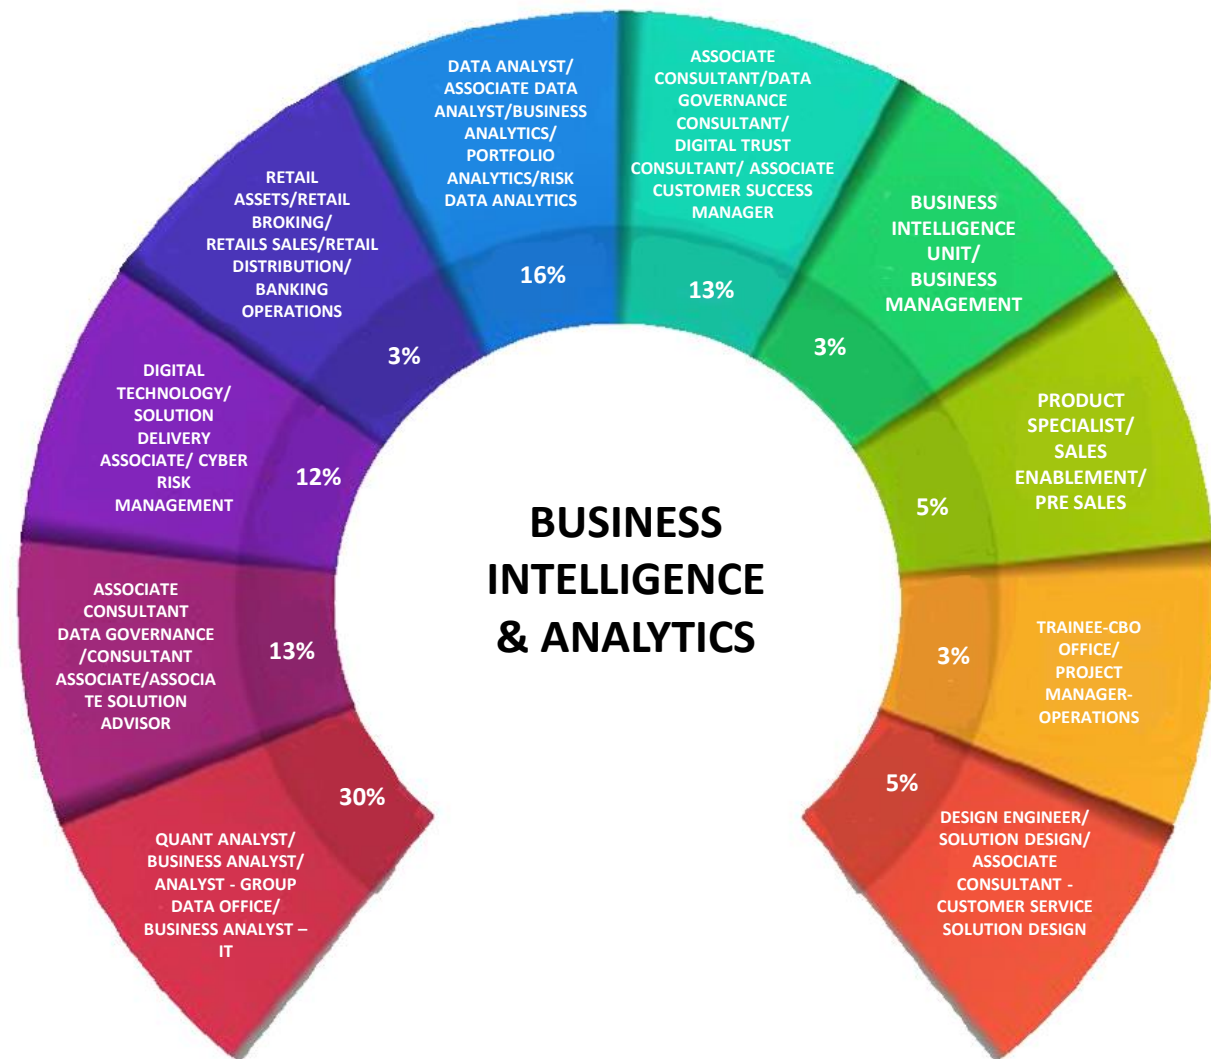 DATA ANALYST/
ASSOCIATE DATA
ANALYST/BUSINESS
ANALYTICS/
PORTFOLIO
ANALYTICS/RISK
DATA ANALYTICS
16%
ASSOCIATE
CONSULTANT/DATA
GOVERNANCE
CONSULTANT/
DIGITAL TRUST
CONSULTANT/ ASSOCIATE
CUSTOMER SUCCESS
MANAGER
13%
RETAIL
ASSETS/RETAIL
BROKING/
RETAILS SALES/RETAIL
DISTRIBUTION/
BANKING
OPERATIONS
3%
BUSINESS
INTELLIGENCE
UNIT/
BUSINESS
MANAGEMENT
3%
DIGITAL
TECHNOLOGY/
SOLUTION
DELIVERY
ASSOCIATE/ CYBER
RISK
MANAGEMENT
12%
PRODUCT
SPECIALIST/
SALES
ENABLEMENT/
PRE SALES
5%
BUSINESS
INTELLIGENCE
& ANALYTICS
ASSOCIATE
CONSULTANT
DATA GOVERNANCE
/CONSULTANT
ASSOCIATE/ASSOCIA
TE SOLUTION
ADVISOR
13%
TRAINEE-CBO
OFFICE/
PROJECT
MANAGER-
OPERATIONS
3%
QUANT ANALYST/
BUSINESS ANALYST/
ANALYST - GROUP
DATA OFFICE/
BUSINESS ANALYST –
IT
30%
DESIGN ENGINEER/
SOLUTION DESIGN/
ASSOCIATE
CONSULTANT -
CUSTOMER SERVICE
SOLUTION DESIGN
5%